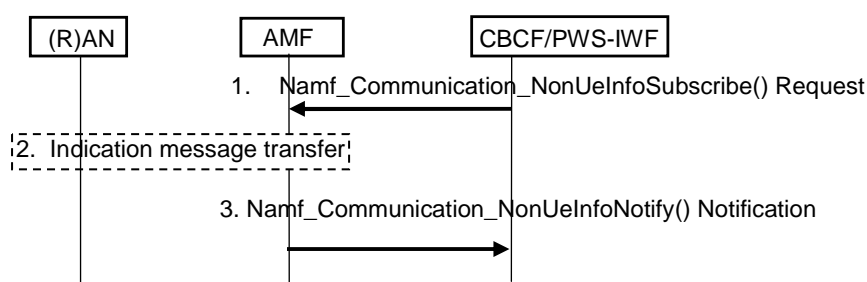 (R)AN
AMF
CBCF/PWS-IWF
1. Namf_Communication_NonUeInfoSubscribe() Request
2. Indication message transfer
3. Namf_Communication_NonUeInfoNotify() Notification